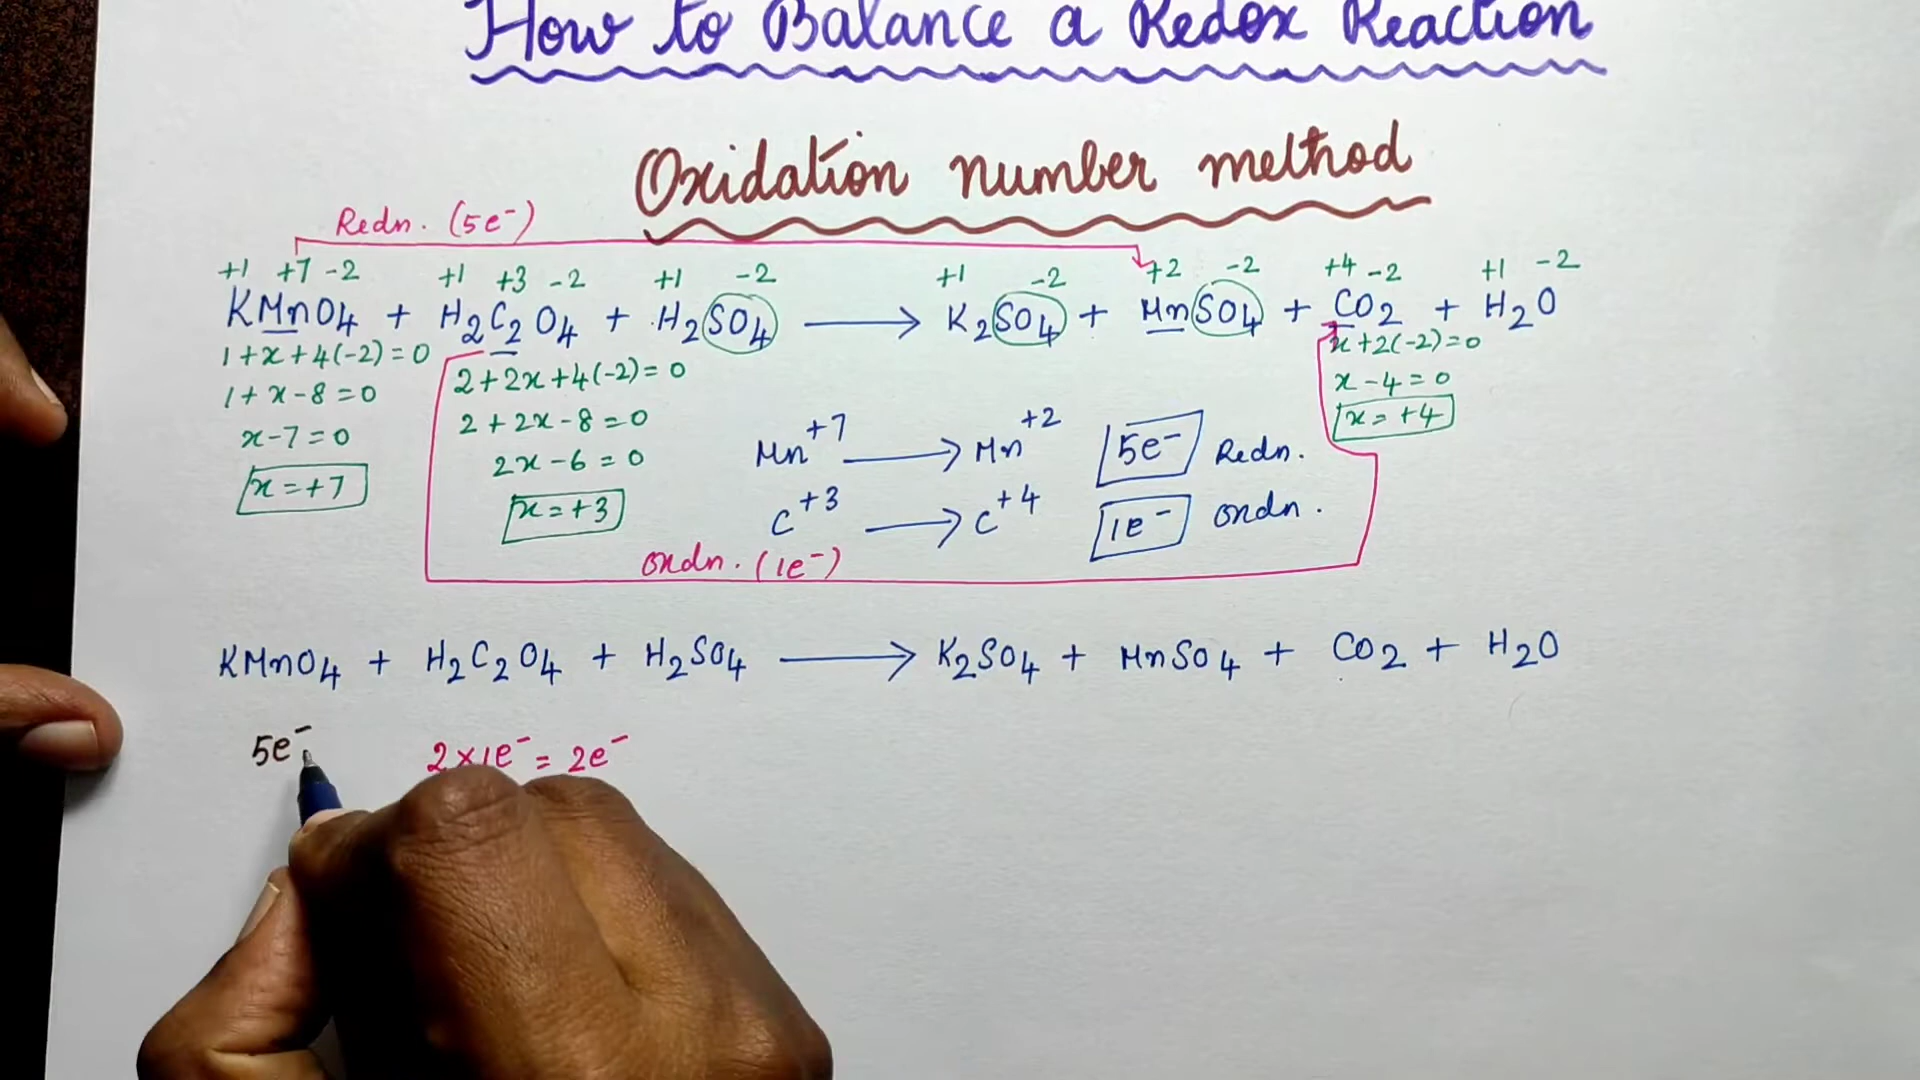 How to Balance a Redox Reaction
Oxidation number method
Redn. (5e⁻)
+1 +7 -2 +1 +3 -2 +1 -2 +1 -2 +2 -2 +4 -2 +1 -2
KMnO₄ + H₂C₂O₄ + H₂SO₄ ⟶ K₂SO₄ + MnSO₄ + CO₂ + H₂O
1+x+4(-2)=0
1+x-8=0
x-7=0
x=+7
2+2x+4(-2)=0
2+2x-8=0
2x-6=0
x=+3
Mn⁺⁷ ⟶ Mn⁺² 5e⁻ Redn.
C⁺³ ⟶ C⁺⁴ 1e⁻ Oxdn.
x+2(-2)=0
x-4=0
x=+4
Oxdn. (1e⁻)
KMnO₄ + H₂C₂O₄ + H₂SO₄ ⟶ K₂SO₄ + MnSO₄ + CO₂ + H₂O
5e⁻ 2×1e⁻ = 2e⁻